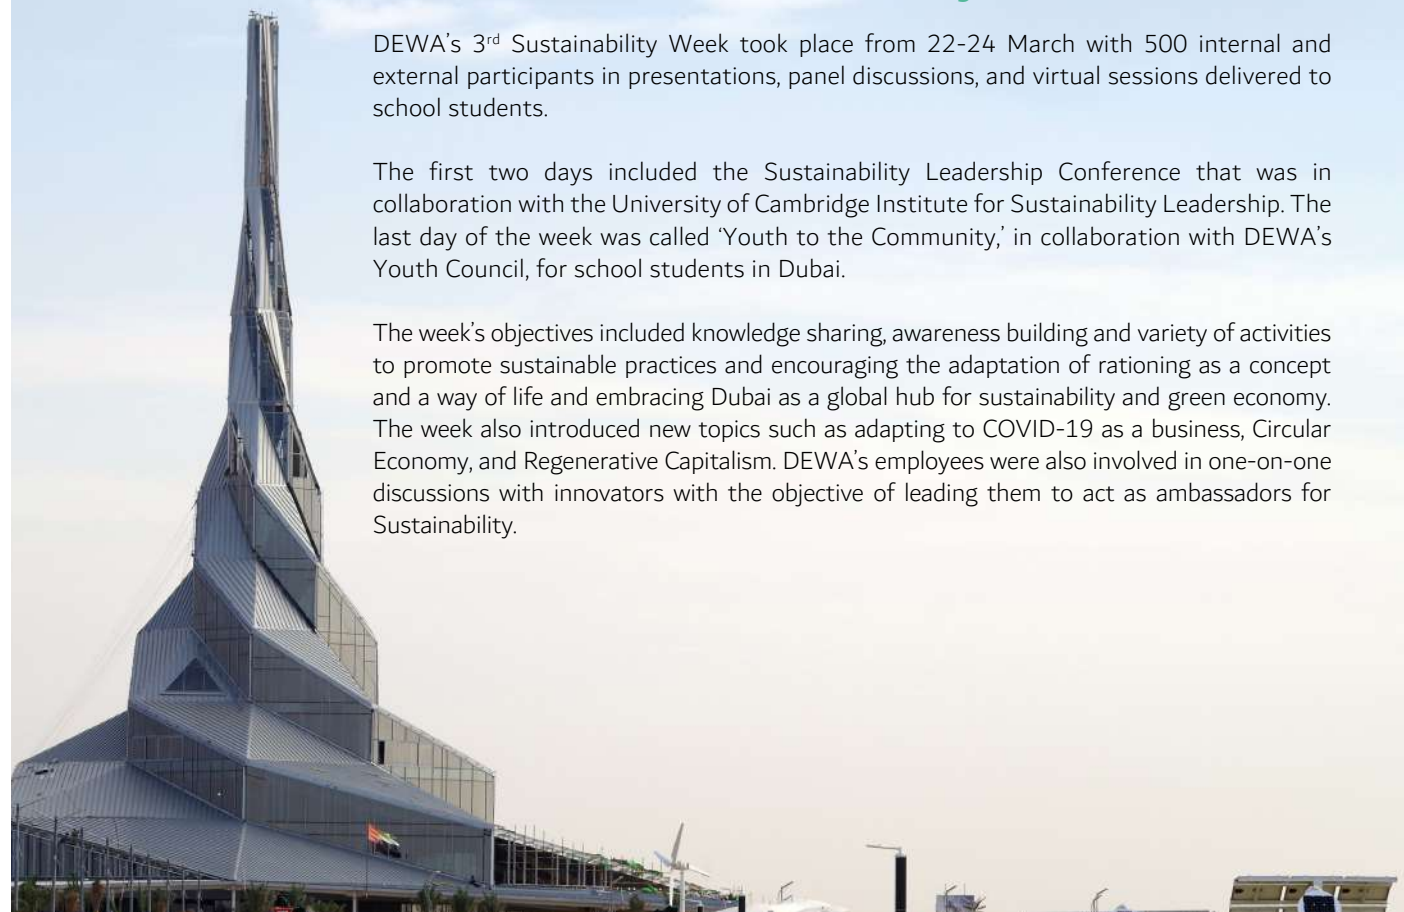 DEWA’s 3rd Sustainability Week took place from 22-24 March with 500 internal and
external participants in presentations, panel discussions, and virtual sessions delivered to
school students.
The first two days included the Sustainability Leadership Conference that was in
collaboration with the University of Cambridge Institute for Sustainability Leadership. The
last day of the week was called ‘Youth to the Community,’ in collaboration with DEWA’s
Youth Council, for school students in Dubai.
The week’s objectives included knowledge sharing, awareness building and variety of activities
to promote sustainable practices and encouraging the adaptation of rationing as a concept
and a way of life and embracing Dubai as a global hub for sustainability and green economy.
The week also introduced new topics such as adapting to COVID-19 as a business, Circular
Economy, and Regenerative Capitalism. DEWA’s employees were also involved in one-on-one
discussions with innovators with the objective of leading them to act as ambassadors for
Sustainability.